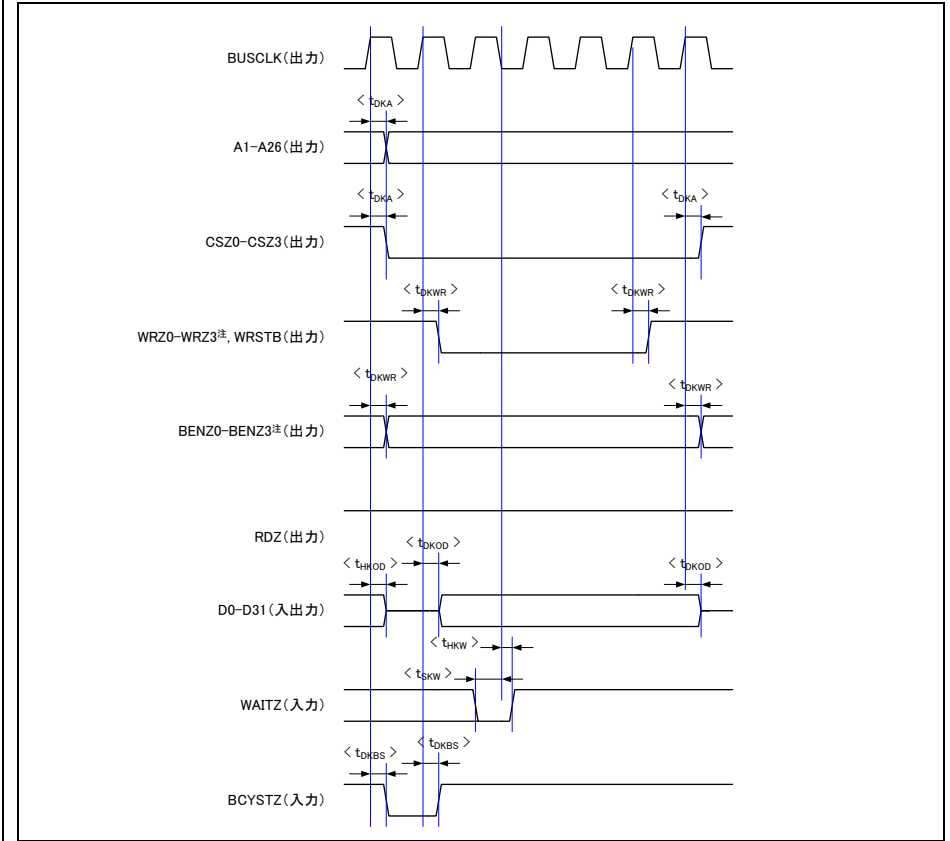 BUSCLK(出力)
< tDKA >
A1-A26(出力)
< tDKA >
< tDKA >
CSZ0-CSZ3(出力)
< tDKWR >
< tDKWR >
WRZ0-WRZ3注, WRSTB(出力)
< tDKWR >
< tDKWR >
BENZ0-BENZ3注(出力)
RDZ(出力)
< tDKOD >
< tHKOD >
< tDKOD >
D0-D31(入出力)
< tHKW >
< tSKW >
WAITZ(入力)
< tDKBS >
< tDKBS >
BCYSTZ(入力)